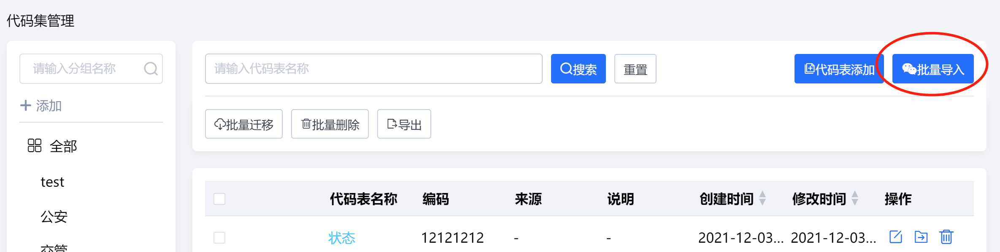 代码集管理
请输入分组名称
添加
全部
test
公安
交管
请输入代码表名称 搜索 重置 代码表添加 批量导入
批量迁移 批量删除 导出
代码表名称 编码 来源 说明 创建时间 修改时间 操作
状态 12121212 - - 2021-12-03... 2021-12-03...